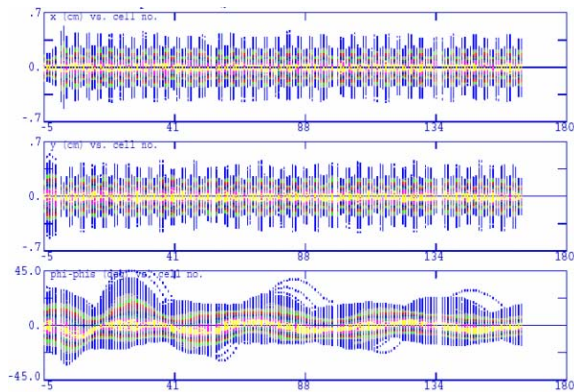 .7
x (cm) vs. cell no.
0.
-.7
-5 41 88 134 180
.7
y (cm) vs. cell no.
0.
-.7
-5 41 88 134 180
45.0
phi-phis (deg) vs. cell no.
0.
-45.0
-5 41 88 134 180